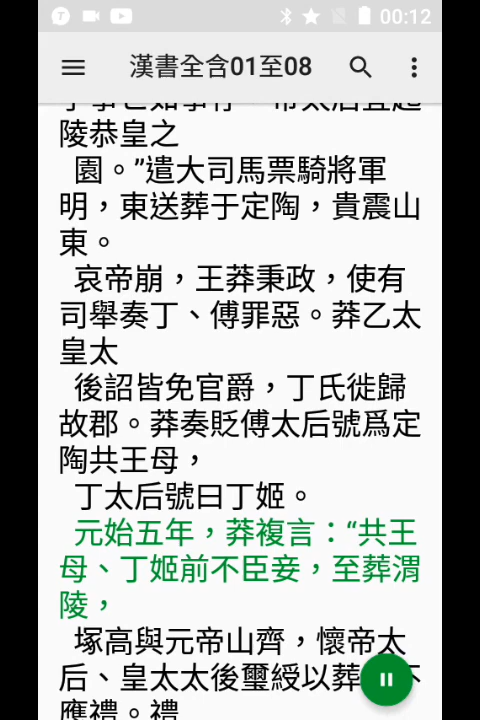 00:12
漢書全含01至08
陵恭皇之
園。”遣大司馬票騎將軍
明，東送葬于定陶，貴震山
東。
哀帝崩，王莽秉政，使有
司舉奏丁、傅罪惡。莽乙太
皇太
後詔皆免官爵，丁氏徙歸
故郡。莽奏貶傅太后號爲定
陶共王母，
丁太后號曰丁姬。
元始五年，莽複言：“共王
母、丁姬前不臣妾，至葬渭
陵，
塚高與元帝山齊，懷帝太
后、皇太太後璽綬以葬 不
應禮。禮